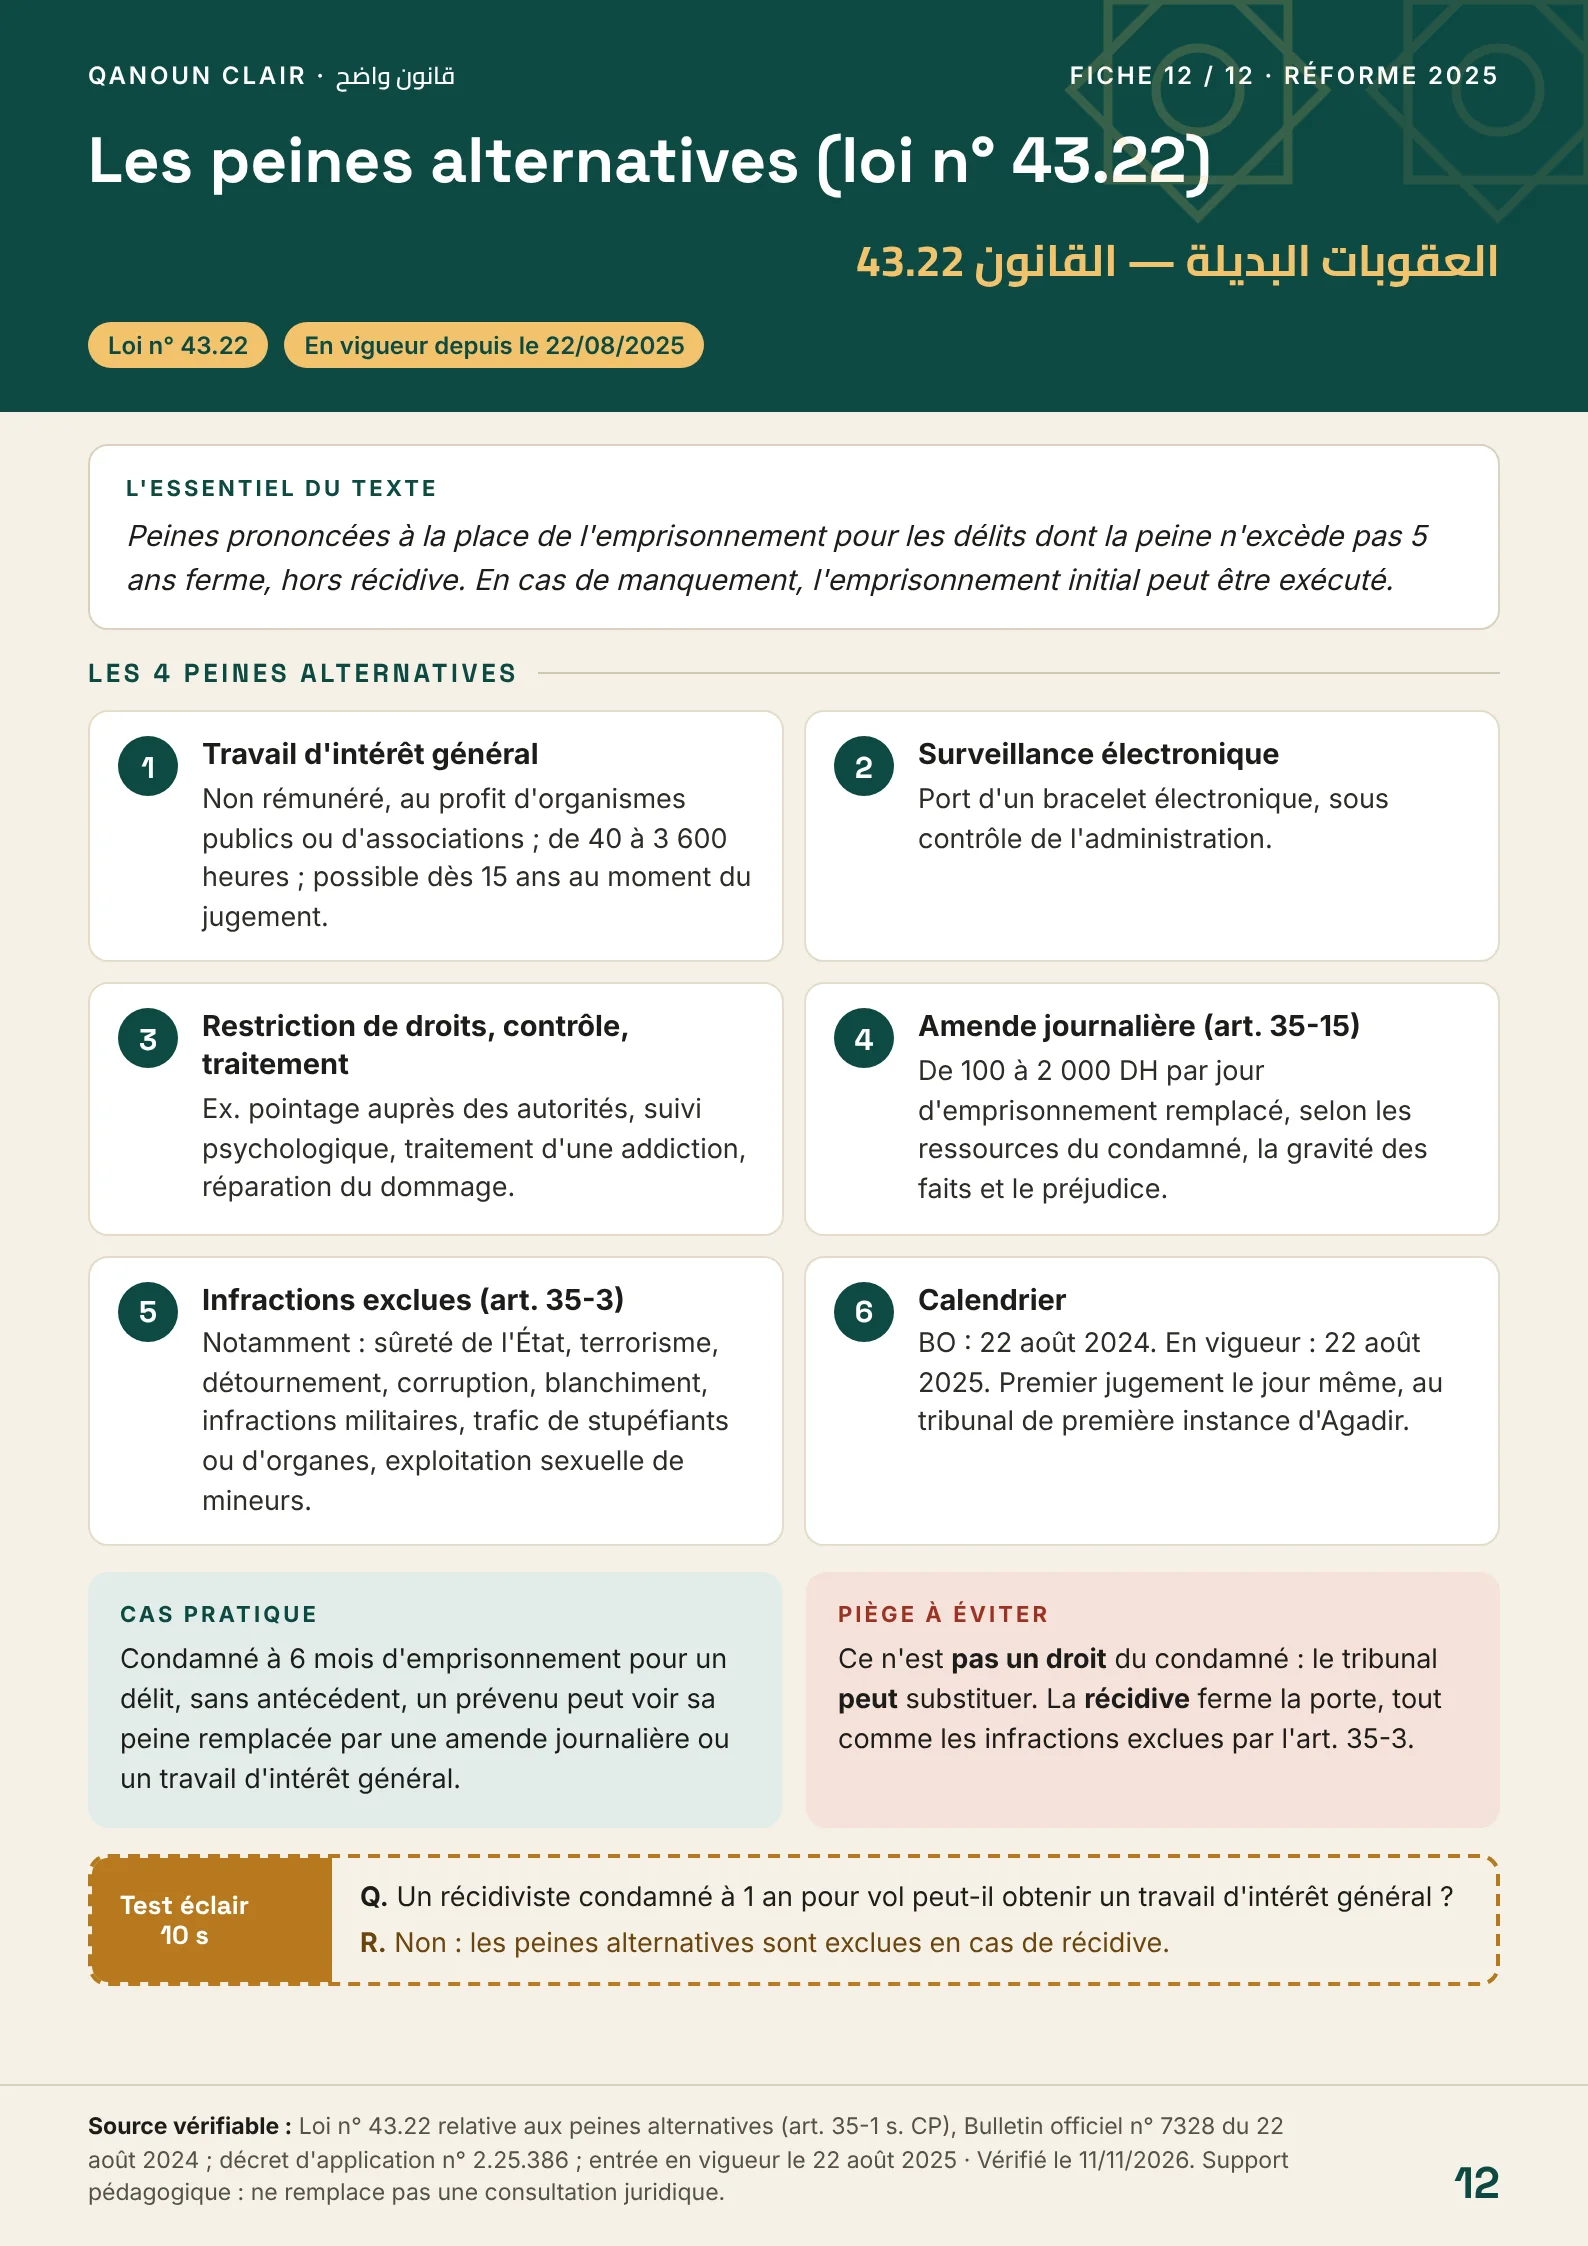 QANOUN CLAIR · قانون واضح
FICHE 12 / 12 · RÉFORME 2025
Les peines alternatives (loi n° 43.22)
العقوبات البديلة — القانون 43.22
Loi n° 43.22
En vigueur depuis le 22/08/2025
L'ESSENTIEL DU TEXTE
Peines prononcées à la place de l'emprisonnement pour les délits dont la peine n'excède pas 5
ans ferme, hors récidive. En cas de manquement, l'emprisonnement initial peut être exécuté.
LES 4 PEINES ALTERNATIVES
1
Travail d'intérêt général
Non rémunéré, au profit d'organismes
publics ou d'associations ; de 40 à 3 600
heures ; possible dès 15 ans au moment du
jugement.
2
Surveillance électronique
Port d'un bracelet électronique, sous
contrôle de l'administration.
3
Restriction de droits, contrôle,
traitement
Ex. pointage auprès des autorités, suivi
psychologique, traitement d'une addiction,
réparation du dommage.
4
Amende journalière (art. 35-15)
De 100 à 2 000 DH par jour
d'emprisonnement remplacé, selon les
ressources du condamné, la gravité des
faits et le préjudice.
5
Infractions exclues (art. 35-3)
Notamment : sûreté de l'État, terrorisme,
détournement, corruption, blanchiment,
infractions militaires, trafic de stupéfiants
ou d'organes, exploitation sexuelle de
mineurs.
6
Calendrier
BO : 22 août 2024. En vigueur : 22 août
2025. Premier jugement le jour même, au
tribunal de première instance d'Agadir.
CAS PRATIQUE
Condamné à 6 mois d'emprisonnement pour un
délit, sans antécédent, un prévenu peut voir sa
peine remplacée par une amende journalière ou
un travail d'intérêt général.
PIÈGE À ÉVITER
Ce n'est pas un droit du condamné : le tribunal
peut substituer. La récidive ferme la porte, tout
comme les infractions exclues par l'art. 35-3.
Test éclair
10 s
Q. Un récidiviste condamné à 1 an pour vol peut-il obtenir un travail d'intérêt général ?
R. Non : les peines alternatives sont exclues en cas de récidive.
Source vérifiable : Loi n° 43.22 relative aux peines alternatives (art. 35-1 s. CP), Bulletin officiel n° 7328 du 22
août 2024 ; décret d'application n° 2.25.386 ; entrée en vigueur le 22 août 2025 · Vérifié le 11/11/2026. Support
pédagogique : ne remplace pas une consultation juridique.
12